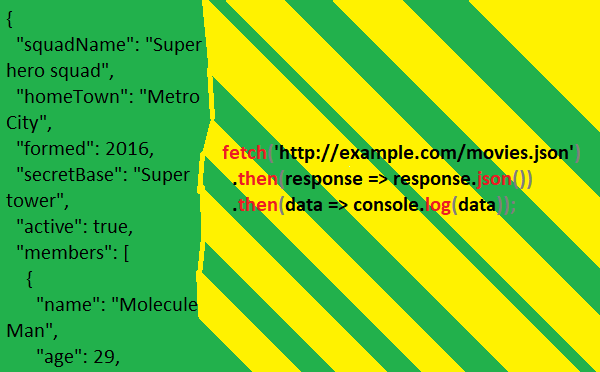 {
"squadName": "Super
hero squad",
"homeTown": "Metro
City",
"formed": 2016,
"secretBase": "Super
tower",
"active": true,
"members": [
{
"name": "Molecule
Man",
"age": 29,
fetch('http://example.com/movies.json')
.then(response => response.json())
.then(data => console.log(data));